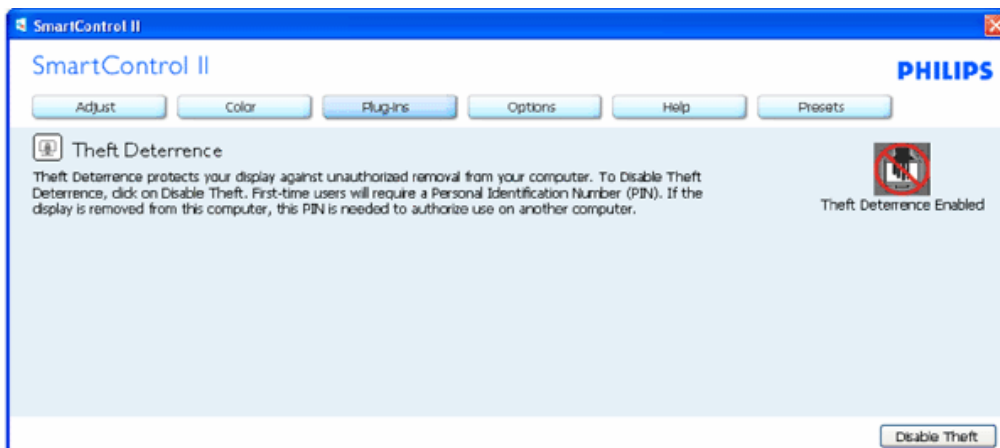 SmartControl II
SmartControl II
PHILIPS
Adjust Color Plug-Ins Options Help Presets
Theft Deterrence
Theft Deterrence protects your display against unauthorized removal from your computer. To Disable Theft
Deterrence, click on Disable Theft. First-time users will require a Personal Identification Number (PIN). If the
display is removed from this computer, this PIN is needed to authorize use on another computer.
Theft Deterrence Enabled
Disable Theft